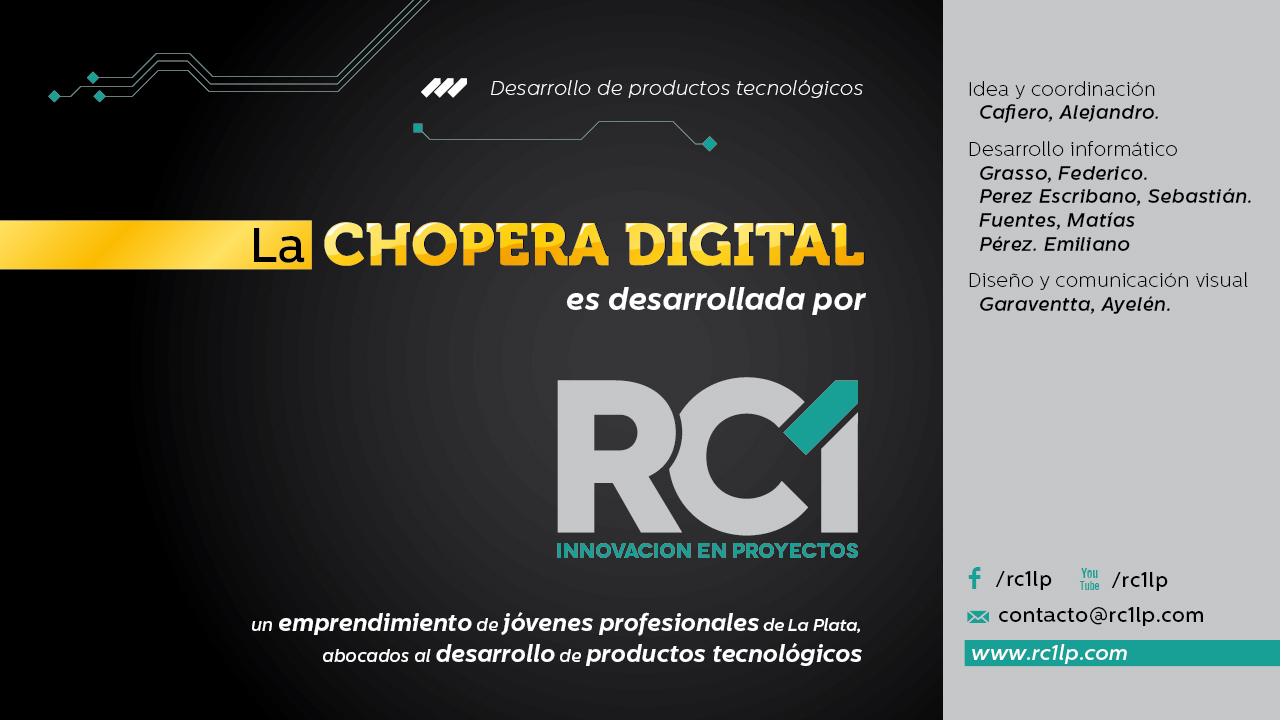 Desarrollo de productos tecnológicos
La CHOPERA DIGITAL
es desarrollada por
RC1
INNOVACION EN PROYECTOS
un emprendimiento de jóvenes profesionales de La Plata,
abocados al desarrollo de productos tecnológicos
Idea y coordinación
Cafiero, Alejandro.
Desarrollo informático
Grasso, Federico.
Perez Escribano, Sebastián.
Fuentes, Matías
Pérez. Emiliano
Diseño y comunicación visual
Garaventta, Ayelén.
f /rc1lp You Tube /rc1lp
contacto@rc1lp.com
www.rc1lp.com